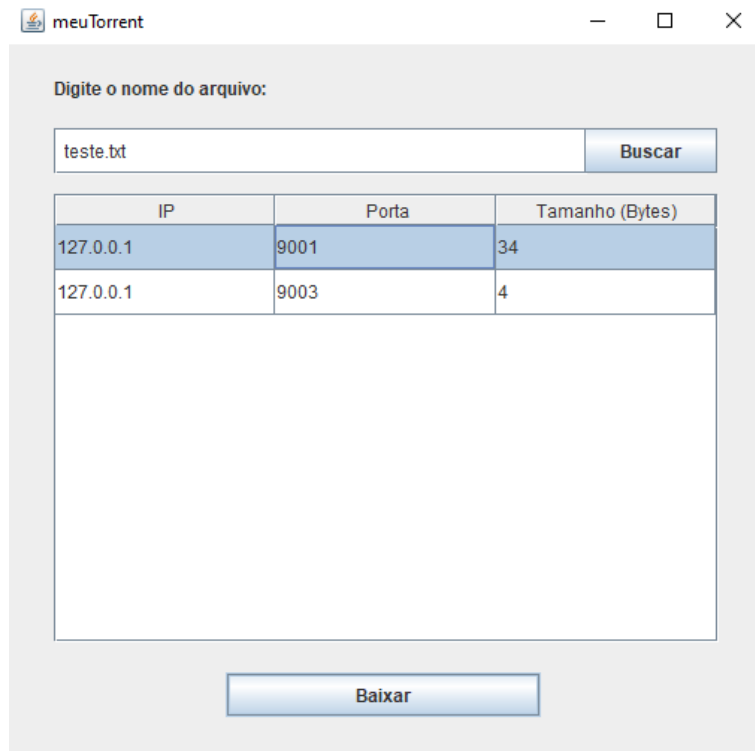 meuTorrent
Digite o nome do arquivo:
teste.txt Buscar
IP Porta Tamanho (Bytes)
127.0.0.1 9001 34
127.0.0.1 9003 4
Baixar